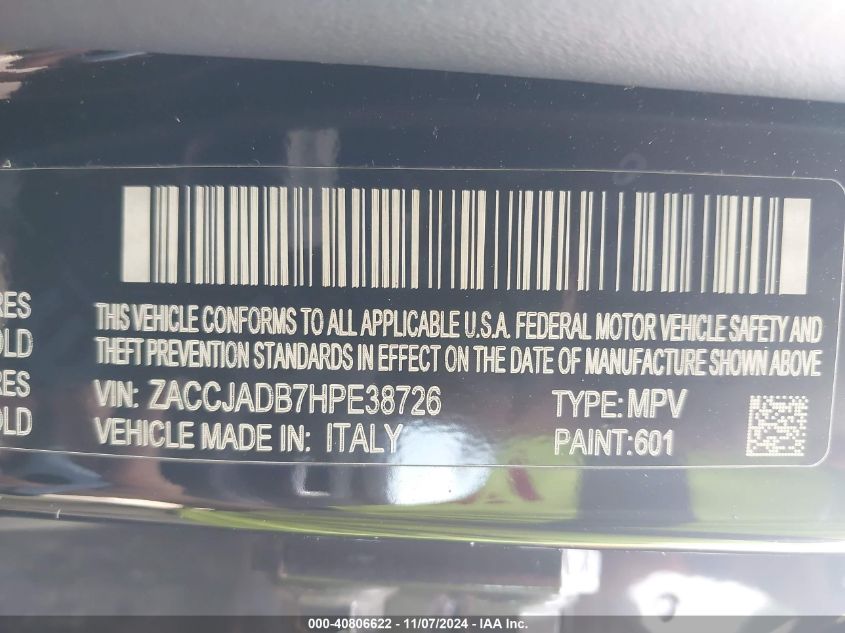 RES
OLD
RES
OLD
THIS VEHICLE CONFORMS TO ALL APPLICABLE U.S.A. FEDERAL MOTOR VEHICLE SAFETY AND
THEFT PREVENTION STANDARDS IN EFFECT ON THE DATE OF MANUFACTURE SHOWN ABOVE
VIN: ZACCJADB7HPE38726 TYPE: MPV
VEHICLE MADE IN: ITALY PAINT:601
000-40806622 - 11/07/2024 - IAA Inc.